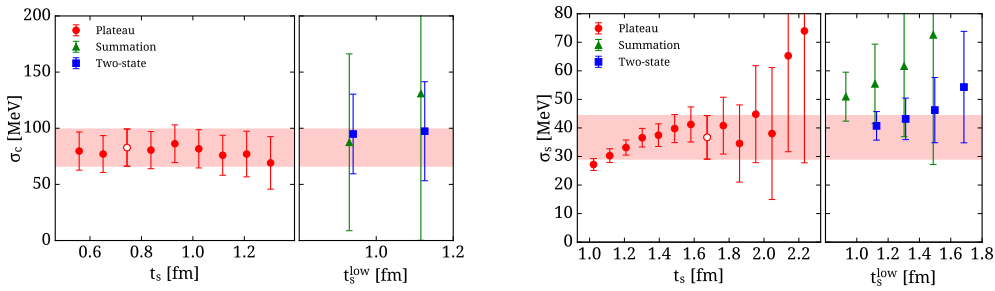 200
150
100
50
0
σc [MeV]
Plateau
Summation
Two-state
0.6 0.8 1.0 1.2
ts [fm]
1.0 1.2
ts^low [fm]
80
70
60
50
40
30
20
10
0
σs [MeV]
Plateau
Summation
Two-state
1.0 1.2 1.4 1.6 1.8 2.0 2.2
ts [fm]
1.0 1.2 1.4 1.6 1.8
ts^low [fm]